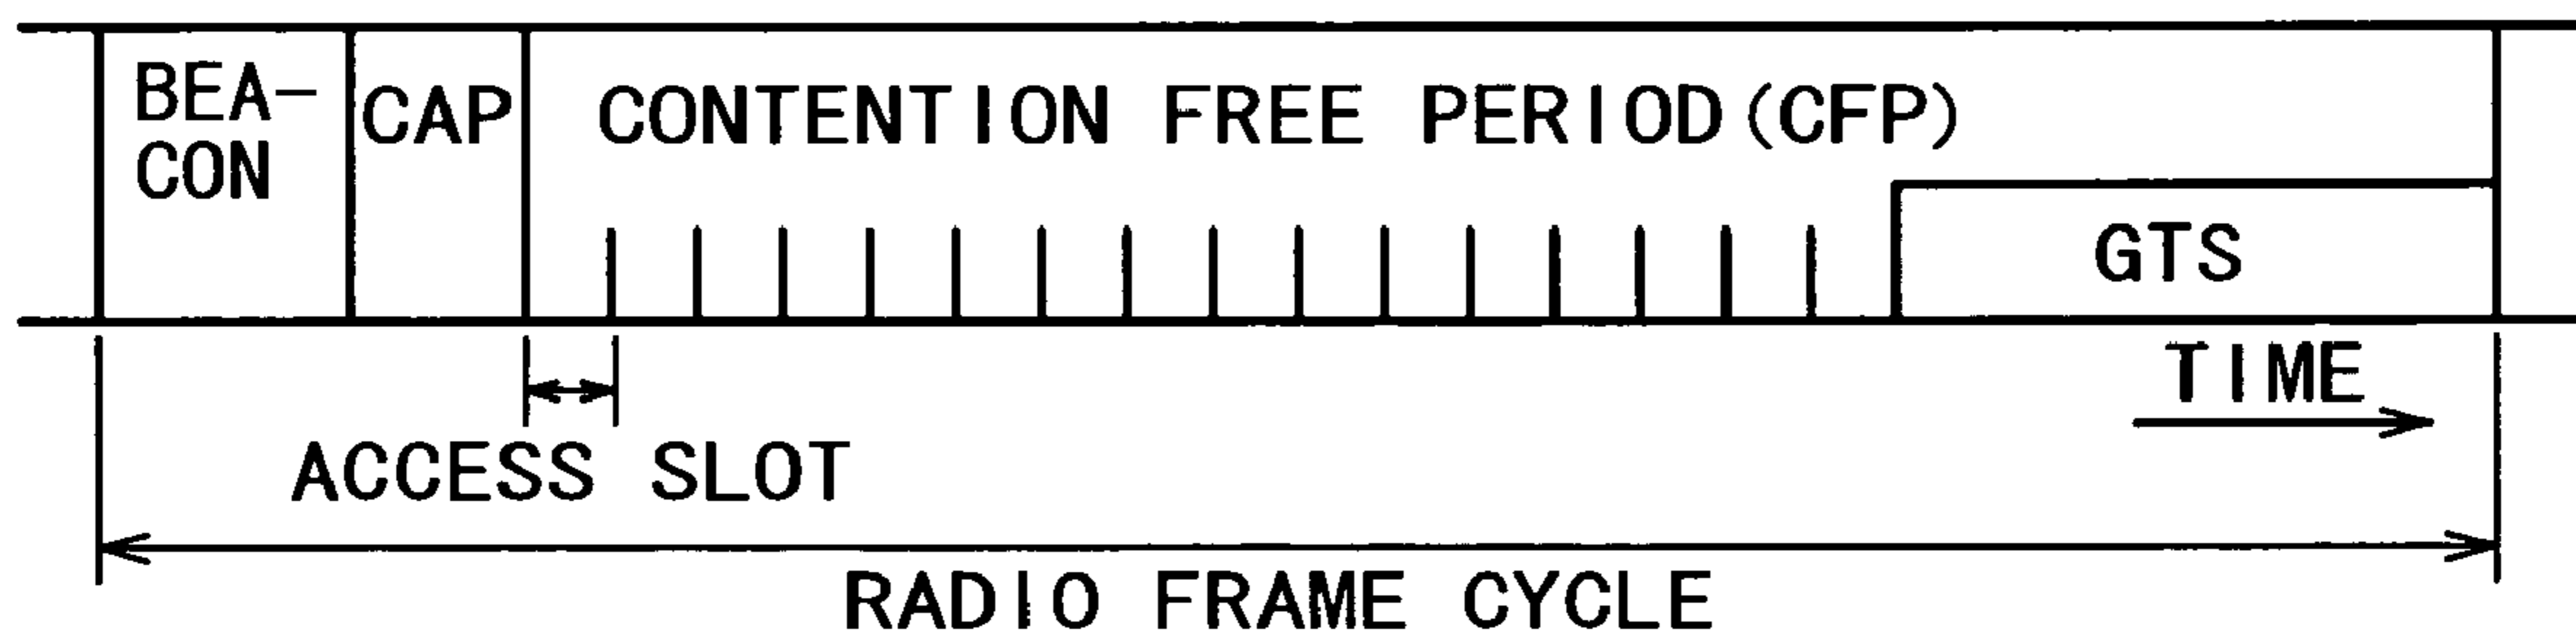 BEA-
CON
CAP
CONTENTION FREE PERIOD(CFP)
GTS
TIME
ACCESS SLOT
RADIO FRAME CYCLE